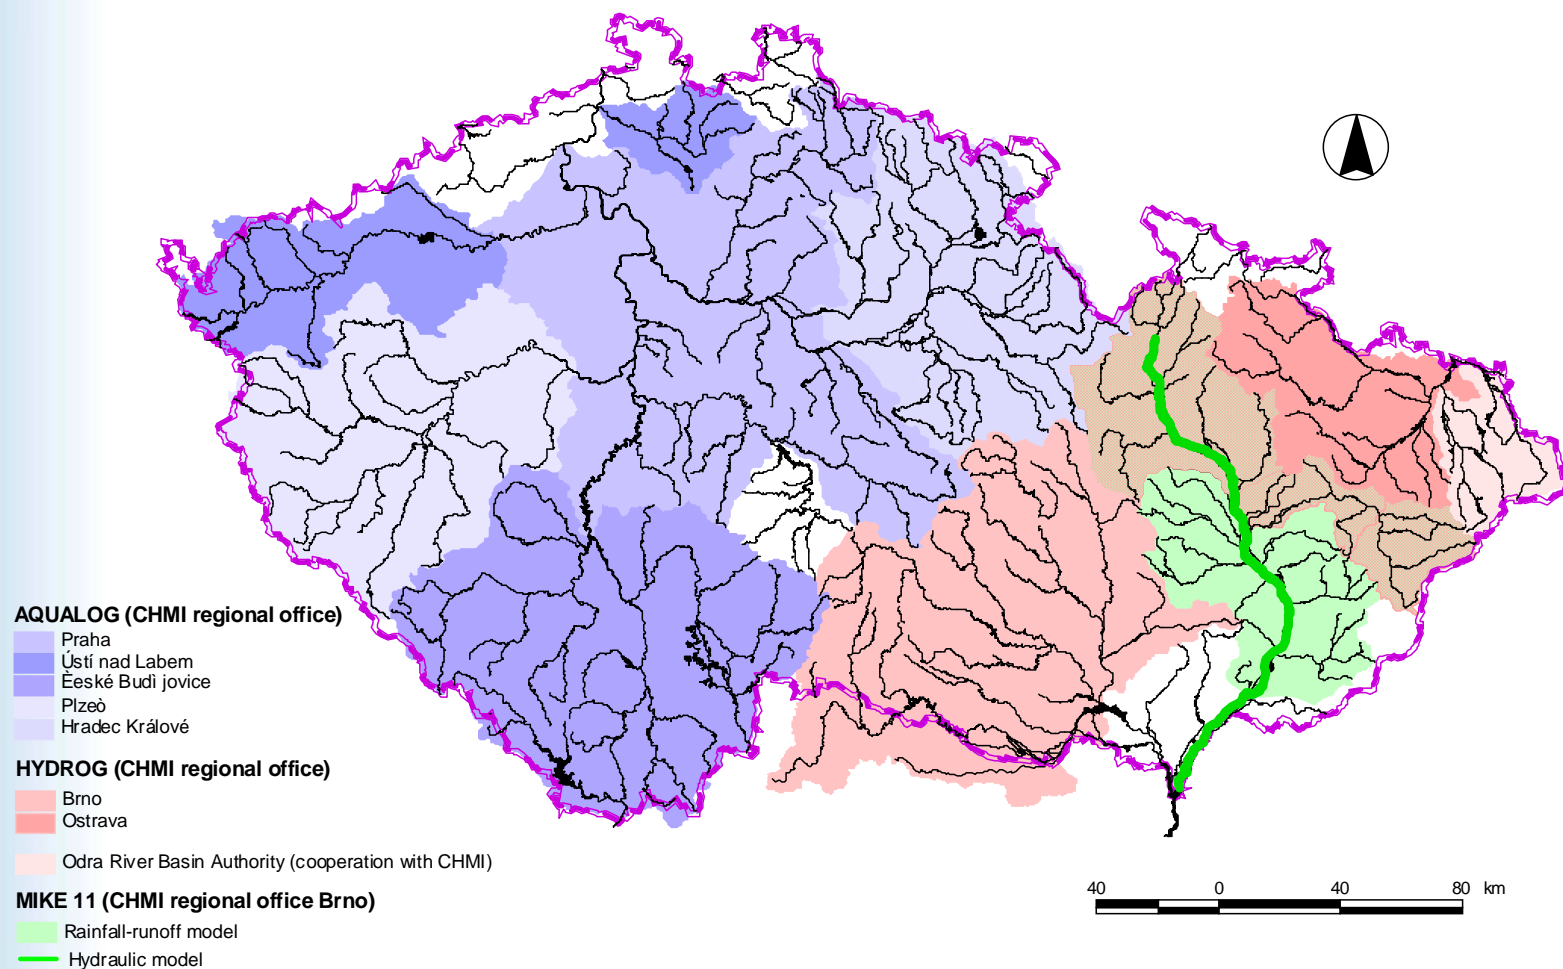 AQUALOG (CHMI regional office)
Praha
Ústí nad Labem
Èeské Budì jovice
Plzeò
Hradec Králové
HYDROG (CHMI regional office)
Brno
Ostrava
Odra River Basin Authority (cooperation with CHMI)
MIKE 11 (CHMI regional office Brno)
Rainfall-runoff model
Hydraulic model
40 0 40 80 km